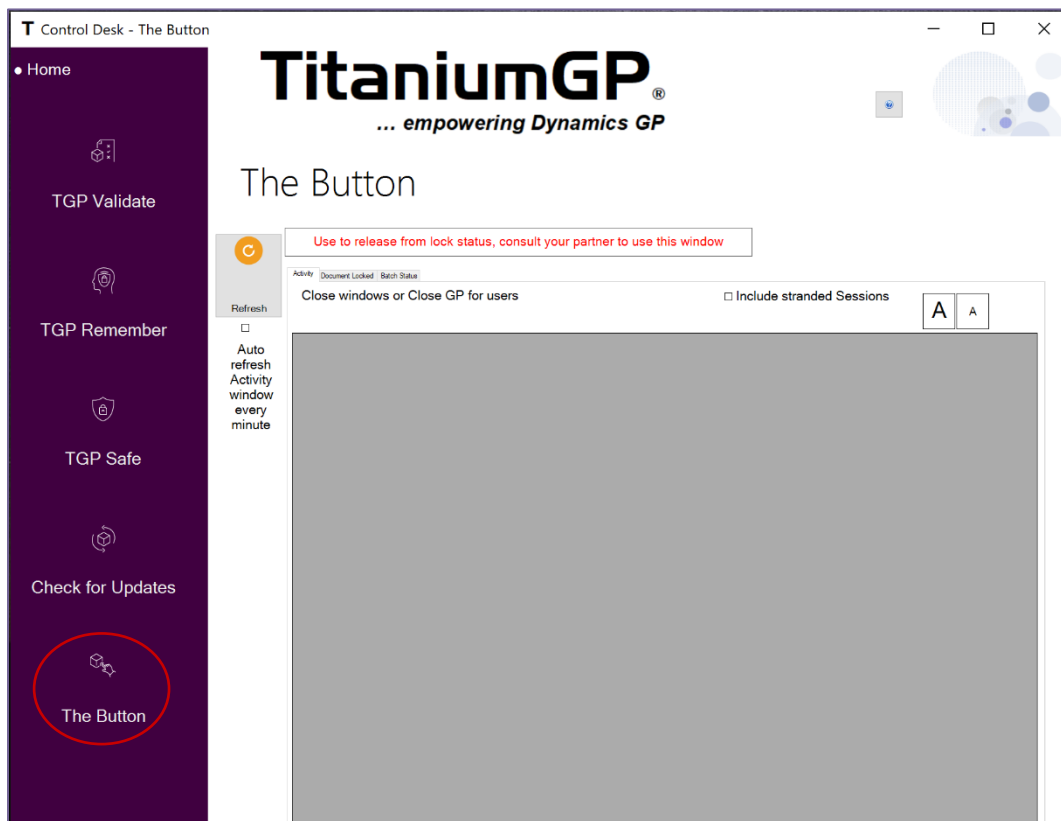 T Control Desk - The Button
● Home
TGP Validate
TGP Remember
TGP Safe
Check for Updates
The Button
TitaniumGP®
... empowering Dynamics GP
The Button
Refresh
Auto
refresh
Activity
window
every
minute
Use to release from lock status, consult your partner to use this window
Activity Document Locked Batch Status
Close windows or Close GP for users
Include stranded Sessions
A A